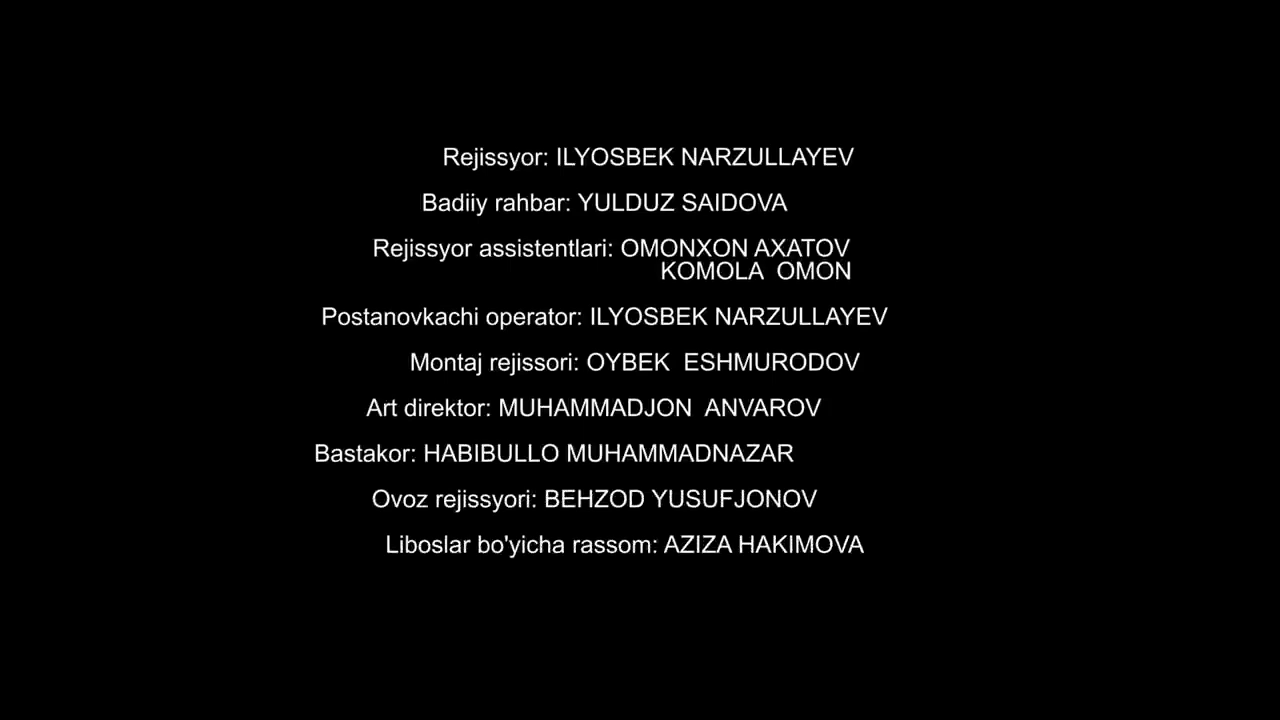 Rejissyor: ILYOSBEK NARZULLAYEV
Badiiy rahbar: YULDUZ SAIDOVA
Rejissyor assistentlari: OMONXON AXATOV
KOMOLA  OMON
Postanovkachi operator: ILYOSBEK NARZULLAYEV
Montaj rejissori: OYBEK  ESHMURODOV
Art direktor: MUHAMMADJON  ANVAROV
Bastakor: HABIBULLO MUHAMMADNAZAR
Ovoz rejissyori: BEHZOD YUSUFJONOV
Liboslar bo'yicha rassom: AZIZA HAKIMOVA